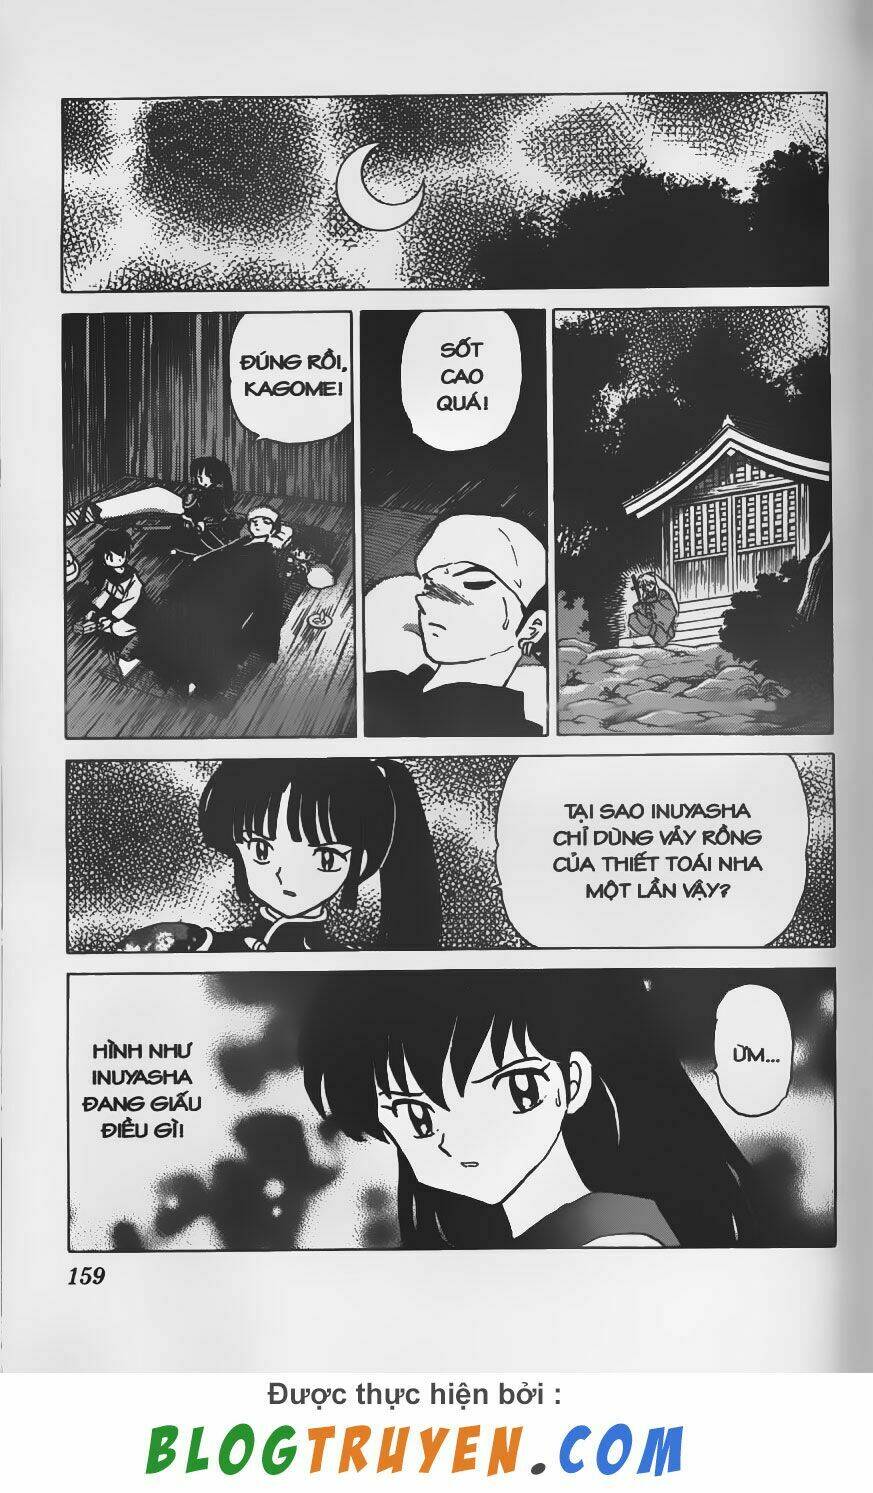 SỐT
CAO
QUÁ!
ĐÚNG RỒI,
KAGOME!
TẠI SAO INUYASHA
CHỈ DÙNG VẢY RỒNG
CỦA THIẾT TOÁI NHA
MỘT LẦN VẬY?
ỪM...
HÌNH NHƯ
INUYASHA
ĐANG GIẤU
ĐIỀU GÌ!
159
Được thực hiện bởi :
BLOGTRUYEN.COM